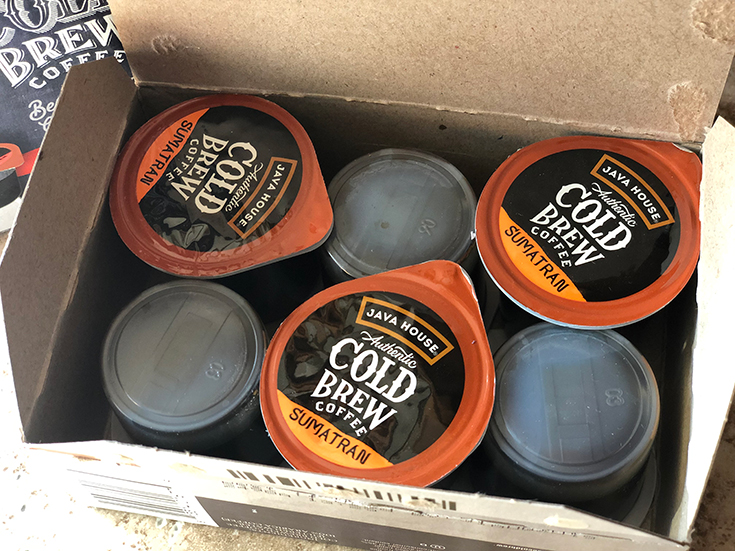 COLD
BREW
COFFEE
SUMATRAN
JAVA HOUSE
Authentic
COLD
BREW
COFFEE
JAVA HOUSE
Authentic
COLD
BREW
COFFEE
SUMATRAN
JAVA HOUSE
Authentic
COLD
BREW
COFFEE
SUMATRAN